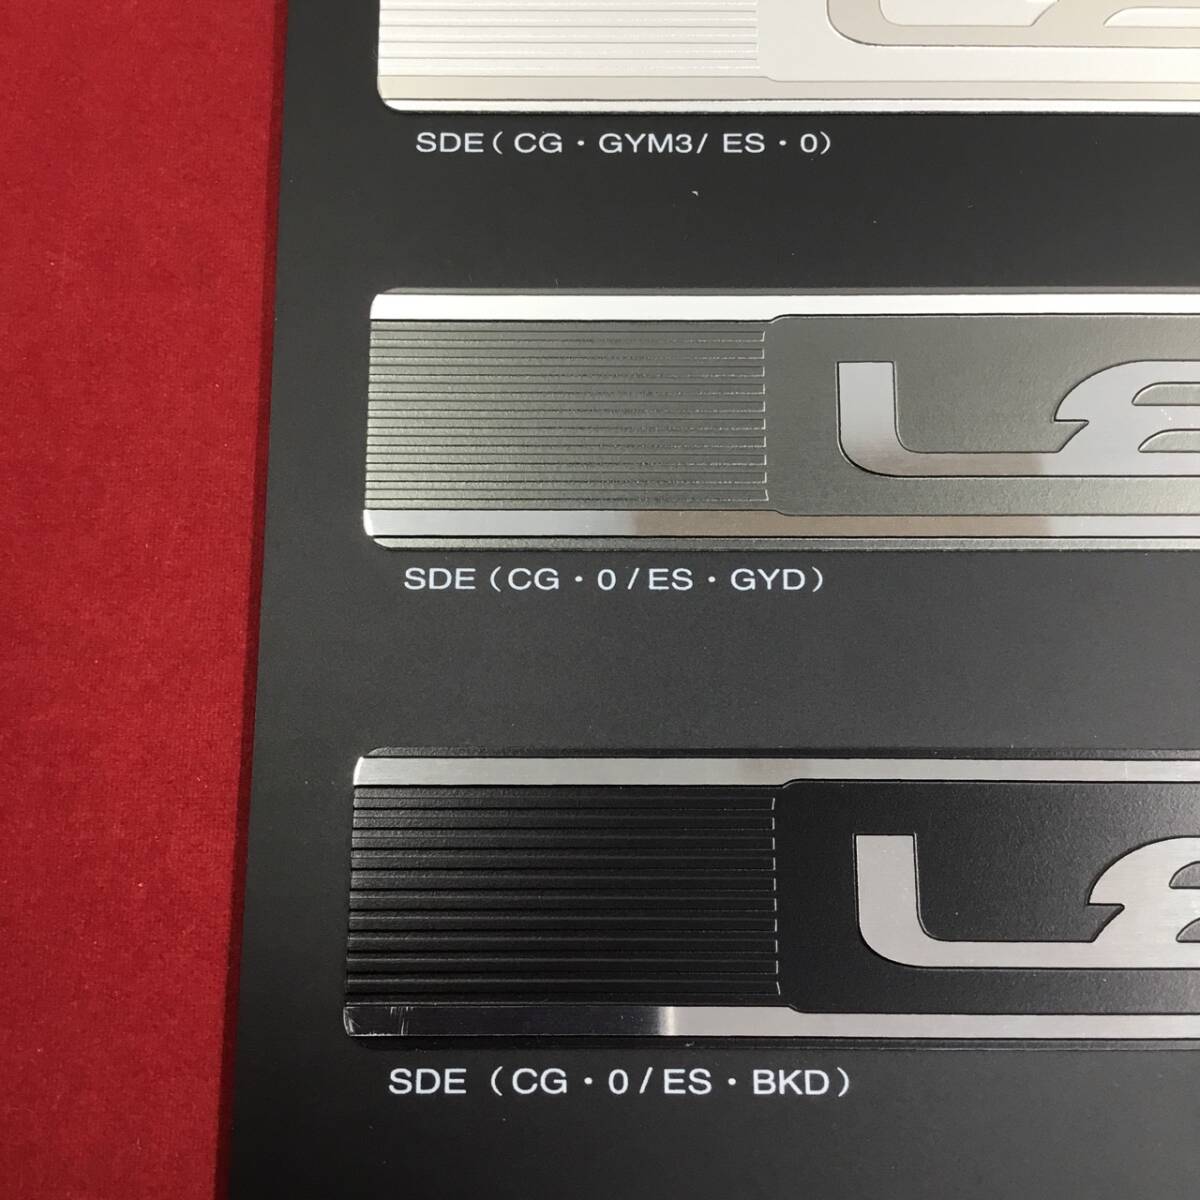 SDE( CG・GYM3/ ES・0)
SDE (CG・0/ES・GYD)
SDE (CG・0/ES・BKD)